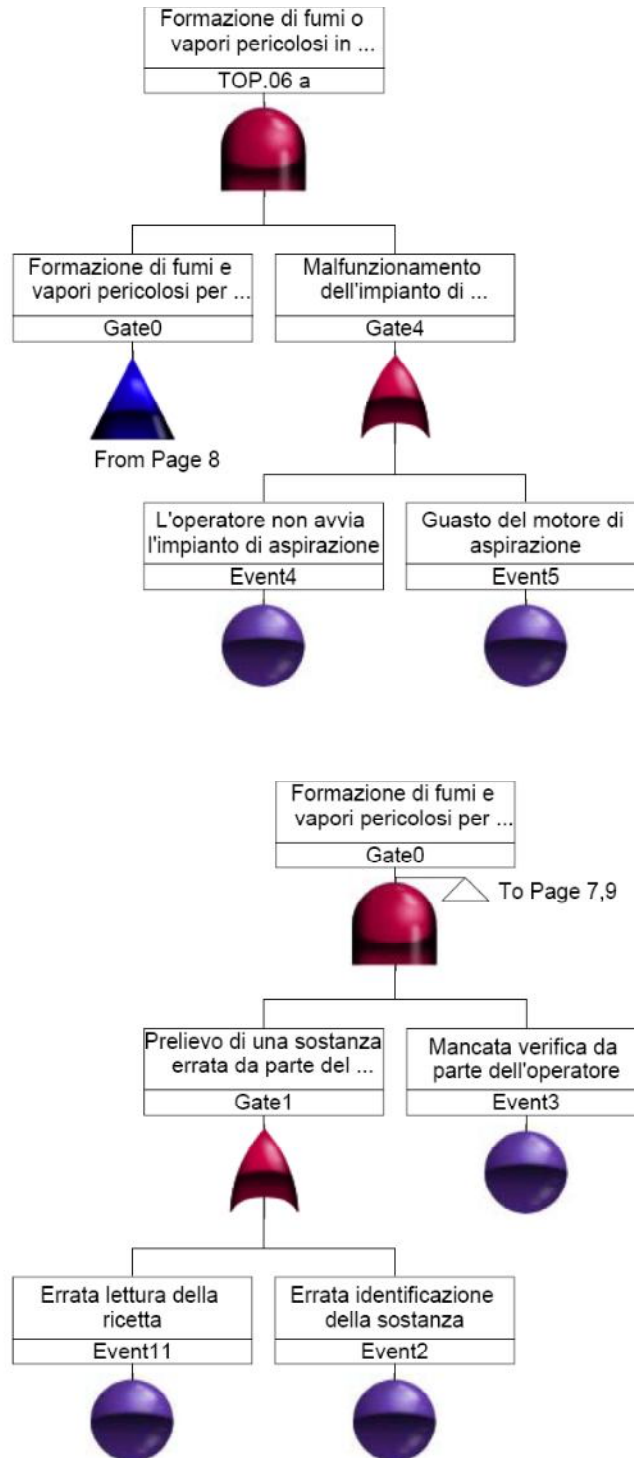 Formazione di fumi o
vapori pericolosi in ...
TOP.06 a
Formazione di fumi e
vapori pericolosi per ...
Gate0
Malfunzionamento
dell'impianto di ...
Gate4
From Page 8
L'operatore non avvia
l'impianto di aspirazione
Event4
Guasto del motore di
aspirazione
Event5
Formazione di fumi e
vapori pericolosi per ...
Gate0
To Page 7,9
Prelievo di una sostanza
errata da parte del ...
Gate1
Mancata verifica da
parte dell'operatore
Event3
Errata lettura della
ricetta
Event11
Errata identificazione
della sostanza
Event2